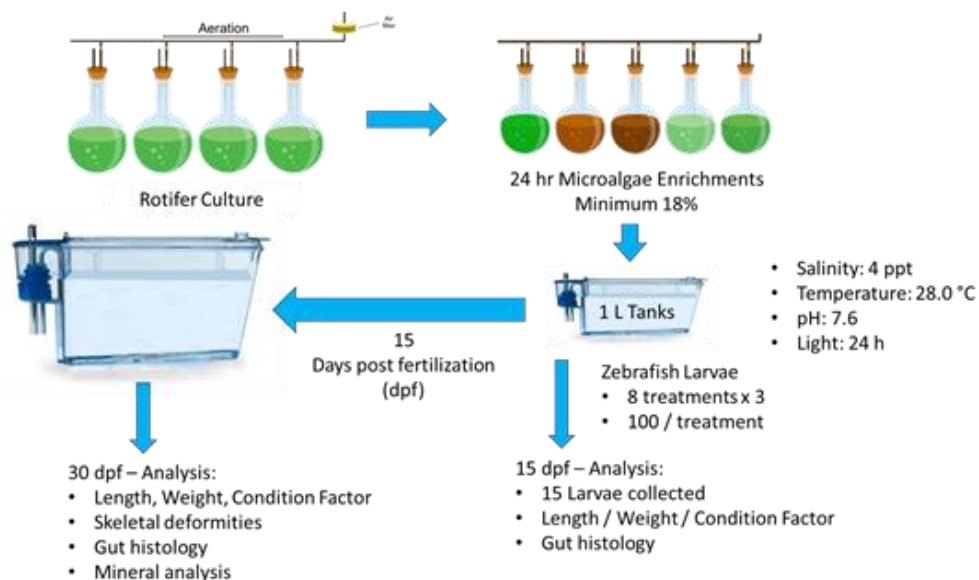 Aeration
Air
filter
Rotifer Culture
24 hr Microalgae Enrichments
Minimum 18%
1 L Tanks
• Salinity: 4 ppt
• Temperature: 28.0 °C
• pH: 7.6
• Light: 24 h
15
Days post fertilization
(dpf)
Zebrafish Larvae
• 8 treatments x 3
• 100 / treatment
30 dpf – Analysis:
• Length, Weight, Condition Factor
• Skeletal deformities
• Gut histology
• Mineral analysis
15 dpf – Analysis:
• 15 Larvae collected
• Length / Weight / Condition Factor
• Gut histology